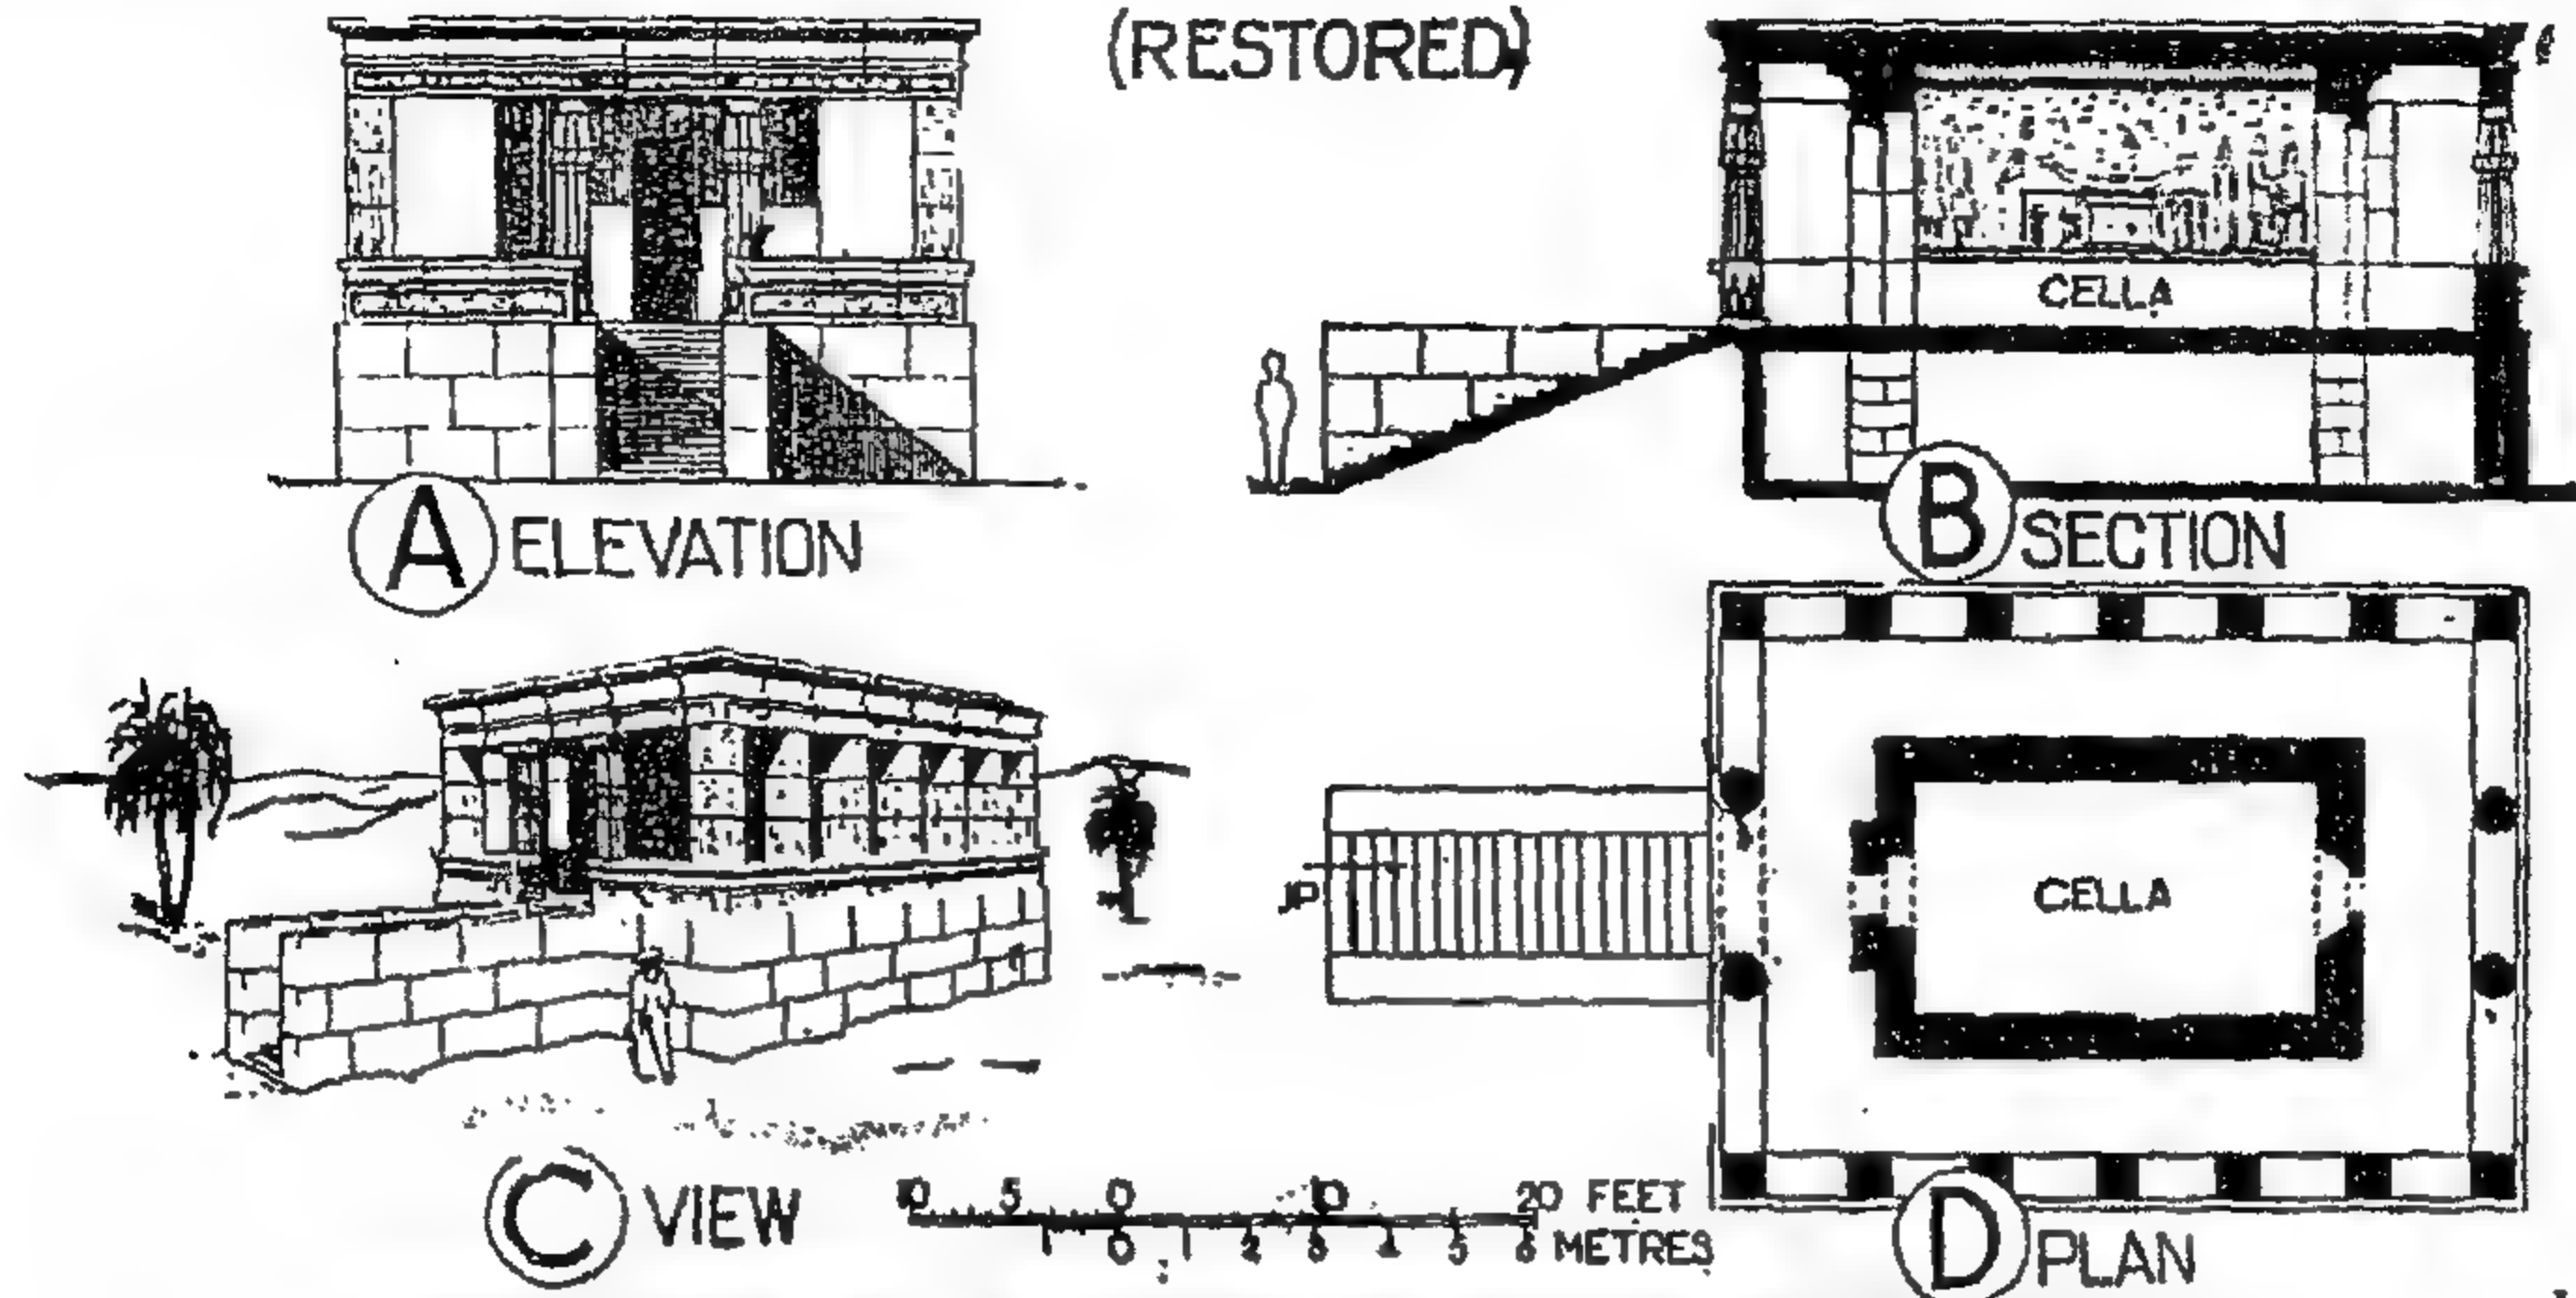 (RESTORED)
CELLA
A ELEVATION
B SECTION
UP
CELLA
C VIEW
10 5 0 10 20 FEET
1 0 1 2 3 4 5 6 METRES
D PLAN